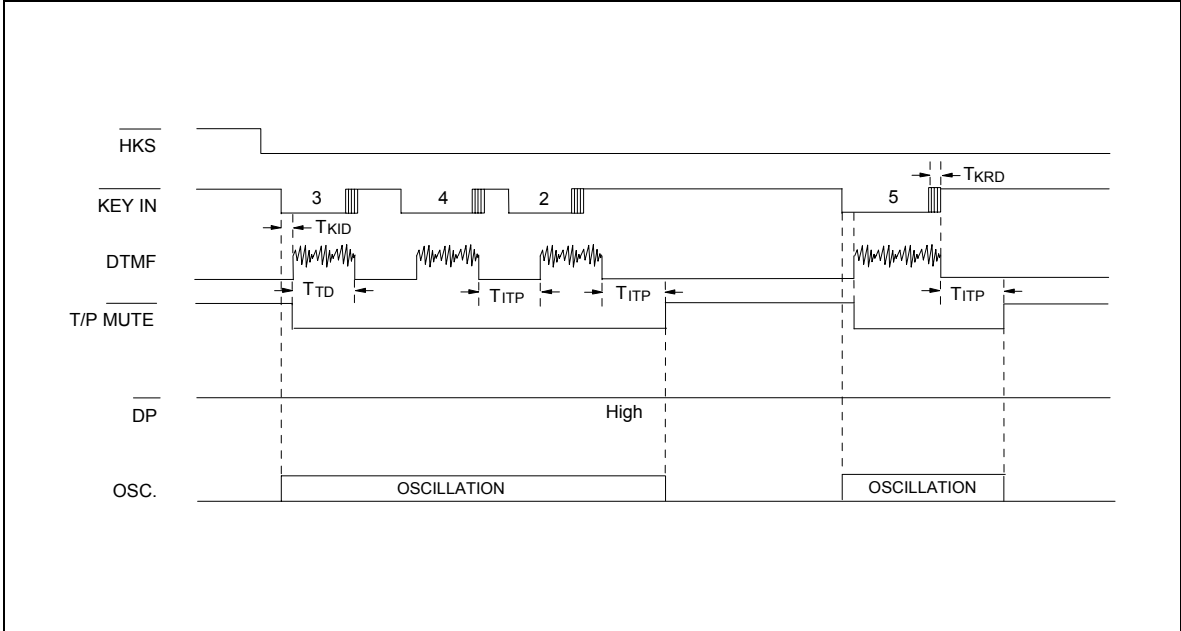 HKS
TKRD
KEY IN
3
4
2
5
TKID
DTMF
TTD
TITP
TITP
TITP
T/P MUTE
DP
High
OSC.
OSCILLATION
OSCILLATION